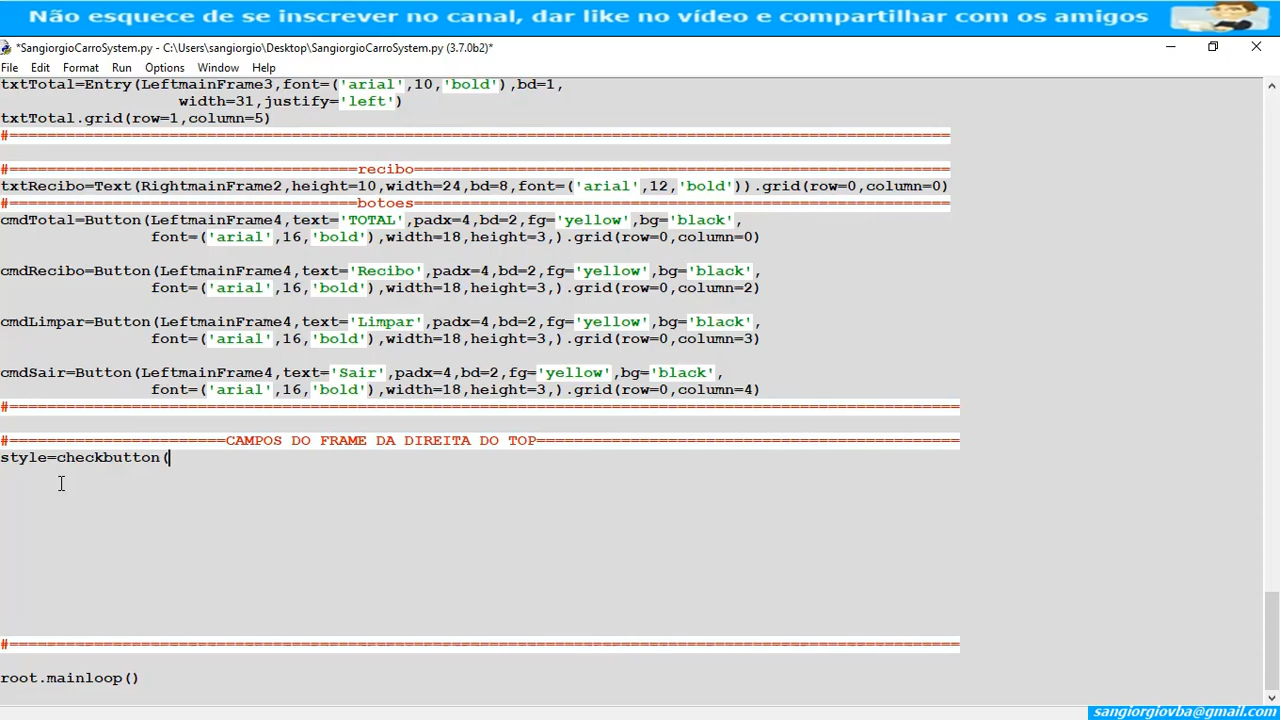 Não esquece de se inscrever no canal, dar like no vídeo e compartilhar com os amigos
*SangiorgioCarroSystem.py - C:\Users\sangiorgio\Desktop\SangiorgioCarroSystem.py (3.7.0b2)*
File Edit Format Run Options Window Help
txtTotal=Entry(LeftmainFrame3,font=('arial',10,'bold'),bd=1,
width=31,justify='left')
txtTotal.grid(row=1,column=5)
#====================================================================================================
#=====================================recibo=========================================================
txtRecibo=Text(RightmainFrame2,height=10,width=24,bd=8,font=('arial',12,'bold')).grid(row=0,column=0)
#=====================================botoes=========================================================
cmdTotal=Button(LeftmainFrame4,text='TOTAL',padx=4,bd=2,fg='yellow',bg='black',
font=('arial',16,'bold'),width=18,height=3,).grid(row=0,column=0)
cmdRecibo=Button(LeftmainFrame4,text='Recibo',padx=4,bd=2,fg='yellow',bg='black',
font=('arial',16,'bold'),width=18,height=3,).grid(row=0,column=2)
cmdLimpar=Button(LeftmainFrame4,text='Limpar',padx=4,bd=2,fg='yellow',bg='black',
font=('arial',16,'bold'),width=18,height=3,).grid(row=0,column=3)
cmdSair=Button(LeftmainFrame4,text='Sair',padx=4,bd=2,fg='yellow',bg='black',
font=('arial',16,'bold'),width=18,height=3,).grid(row=0,column=4)
#=====================================================================================================
#=======================CAMPOS DO FRAME DA DIREITA DO TOP=============================================
style=checkbutton(
#=====================================================================================================
root.mainloop()
sangiorgiovba@gmail.com